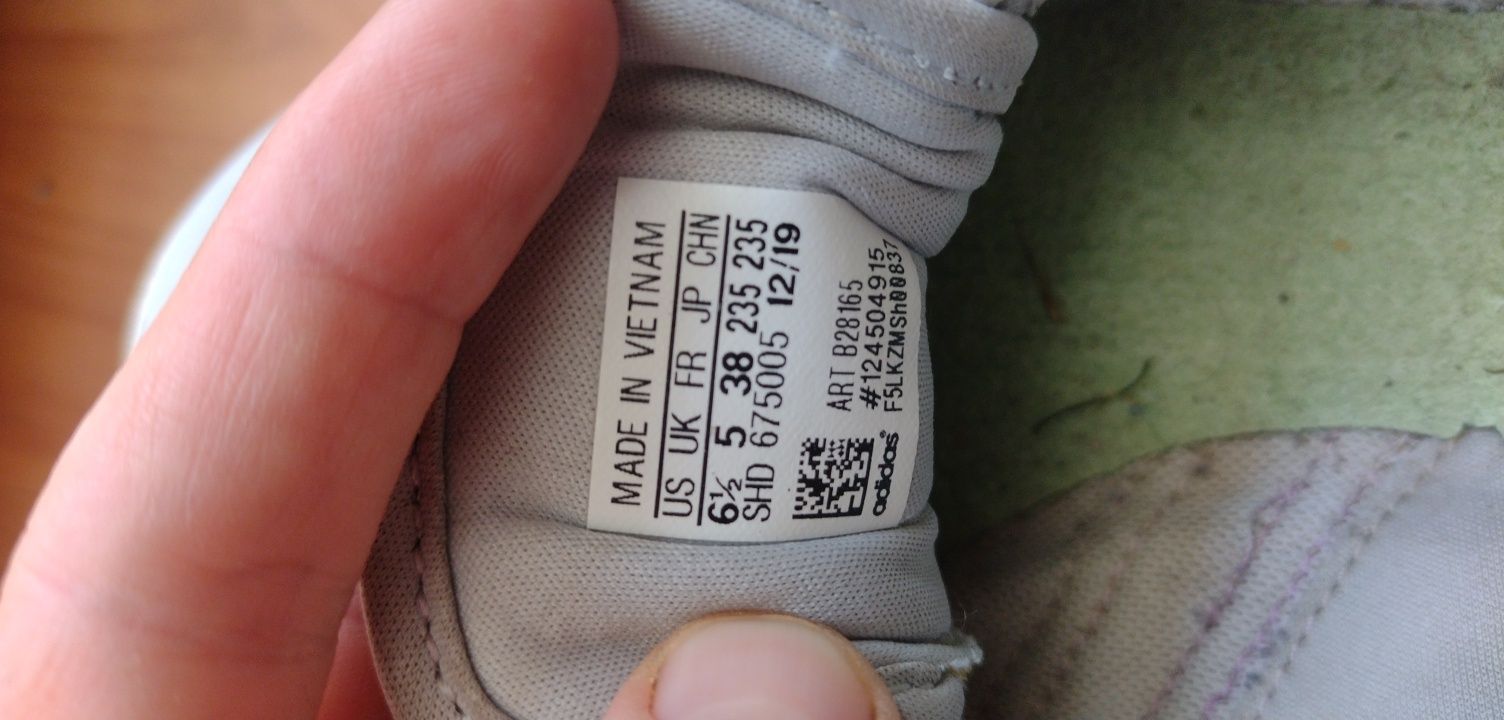 MADE IN VIETNAM
US UK FR JP CHN
6½ 5 38 235 235
SHD 675005 12/19
ART B28165
#1245049157
F5LKZMSh00837
adidas®